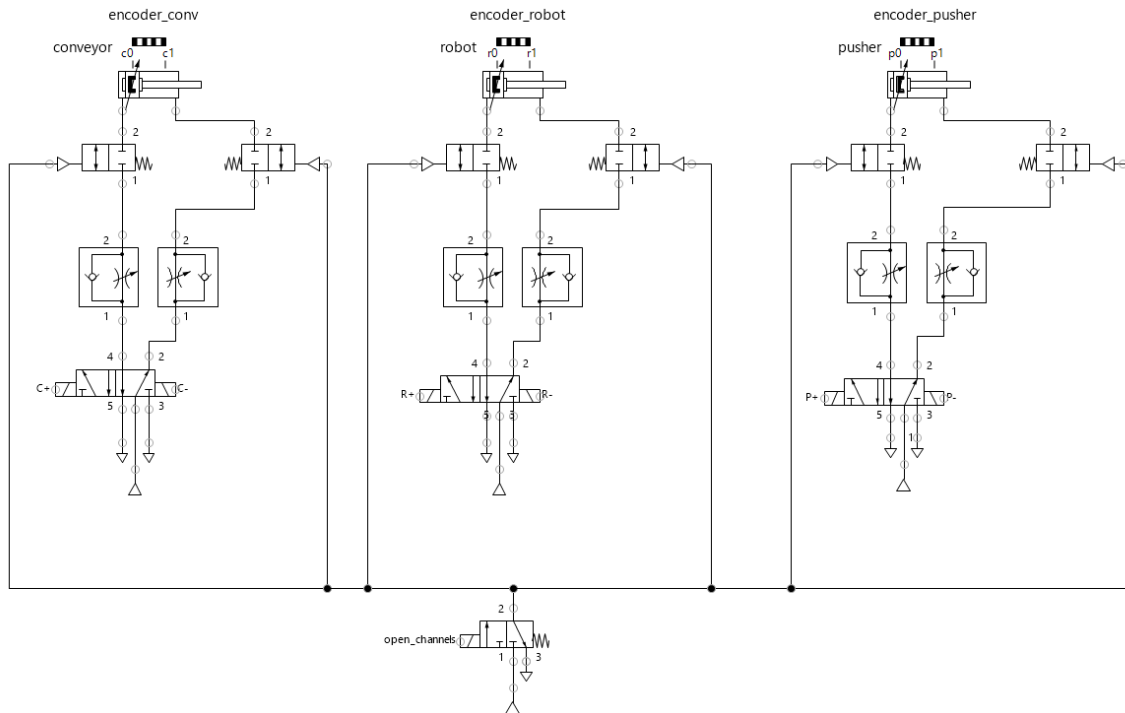 encoder_conv encoder_robot encoder_pusher
conveyor c0 c1 robot r0 r1 pusher p0 p1
2 2 2 2 2 2
1 1 1 1 1 1
2 2 2 2 2 2
1 1 1 1 1 1
4 2 4 2 4 2
C+ C- R+ R- P+ P-
5 3 5 3 5 3
1
2
open_channels
1 3